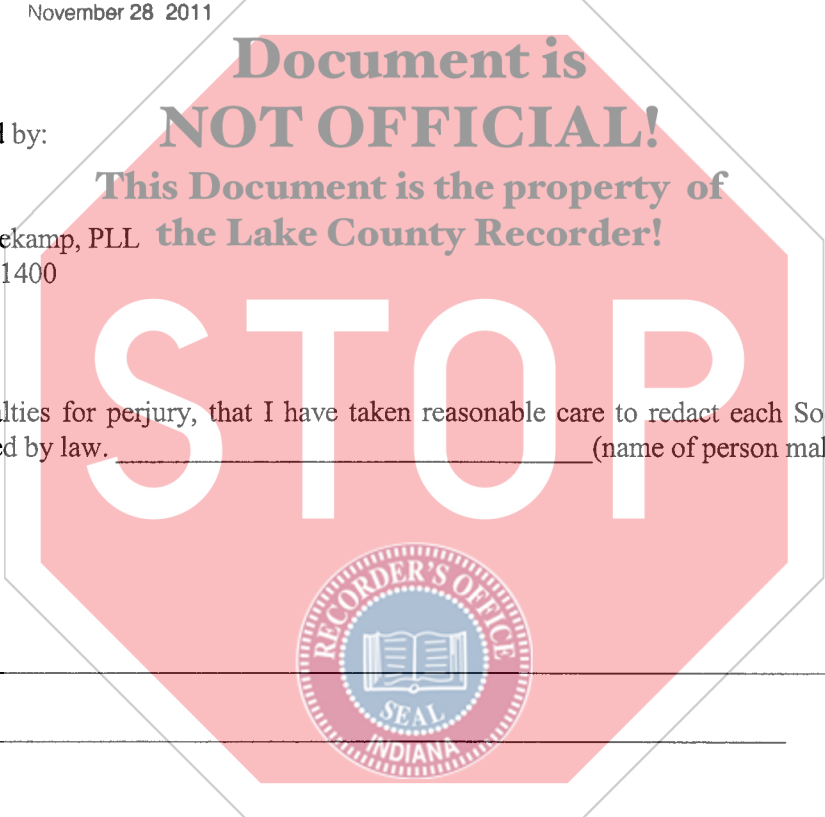 November 28 2011
Document is
NOT OFFICIAL!
by:
This Document is the property of
ekamp, PLL
the Lake County Recorder!
1400
STOP
lties for perjury, that I have taken reasonable care to redact each So
ed by law. (name of person mal
RECORDER'S OFFICE
SEAL
INDIANA